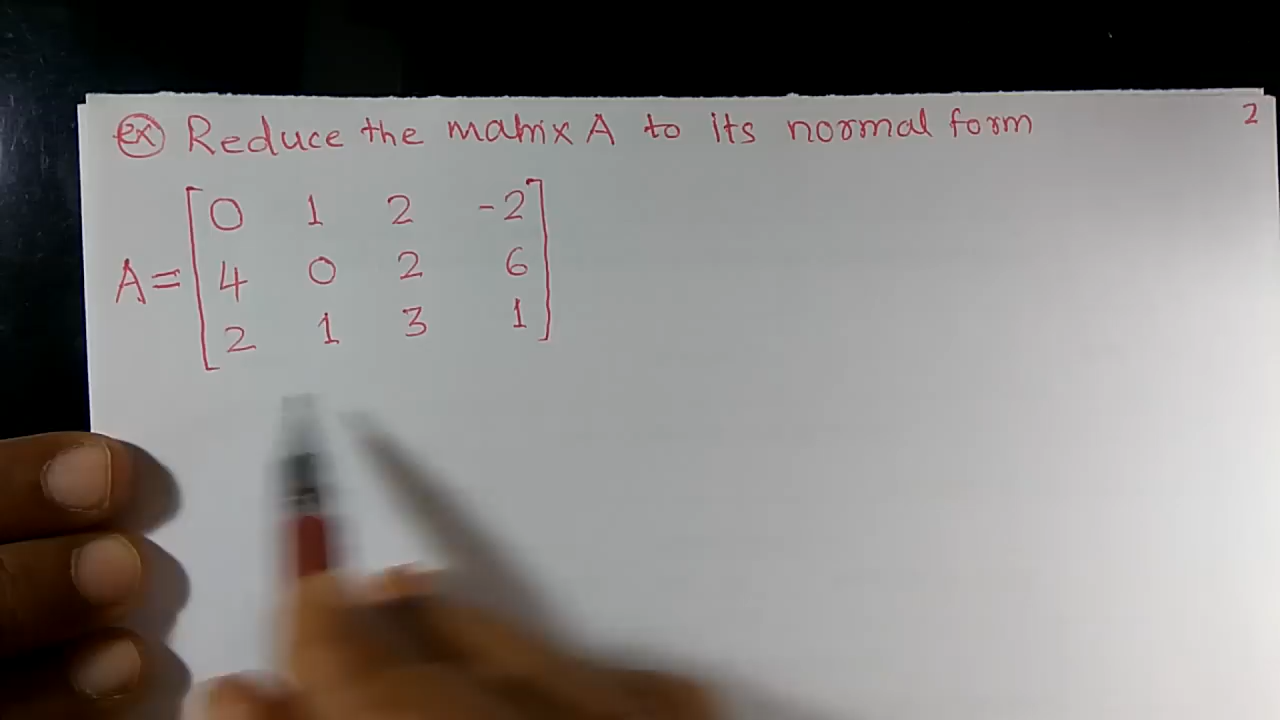 ex Reduce the matrix A to its normal form 2
0 1 2 -2
A= 4 0 2 6
2 1 3 1